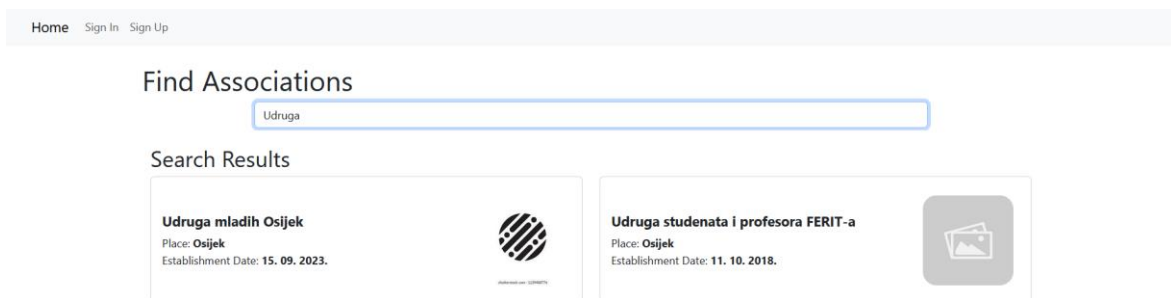 Home Sign In Sign Up
Find Associations
Udruga
Search Results
Udruga mladih Osijek
Place: Osijek
Establishment Date: 15. 09. 2023.
Udruga studenata i profesora FERIT-a
Place: Osijek
Establishment Date: 11. 10. 2018.